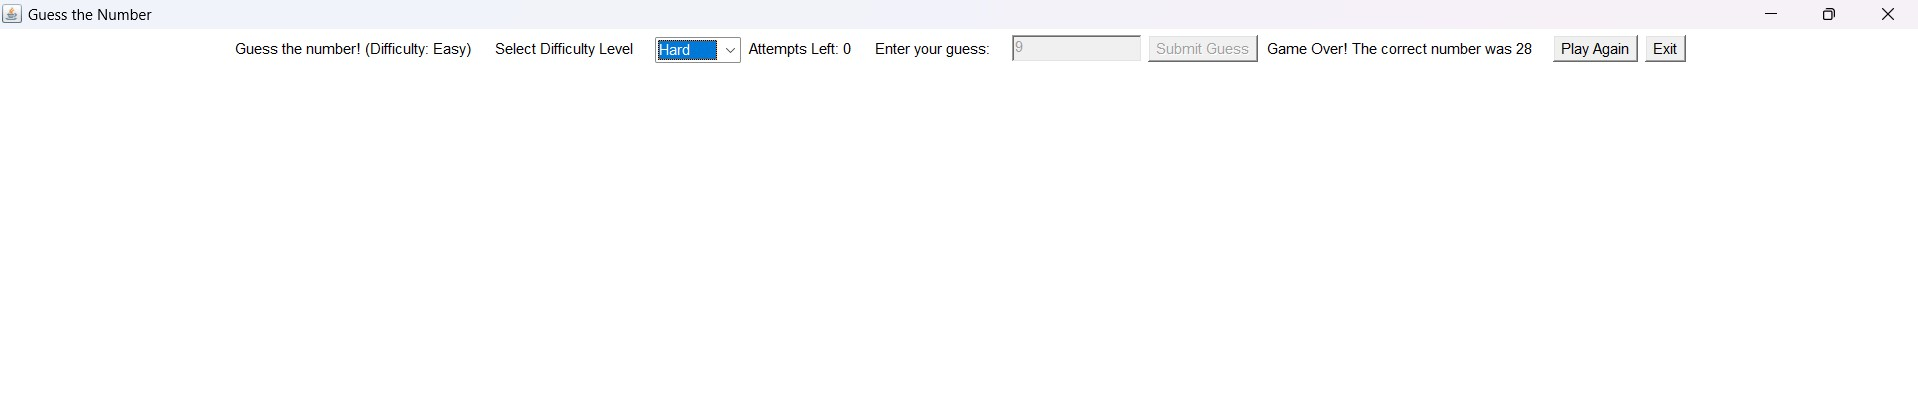 Guess the Number
Guess the number! (Difficulty: Easy) Select Difficulty Level Hard Attempts Left: 0 Enter your guess: 9 Submit Guess Game Over! The correct number was 28 Play Again Exit